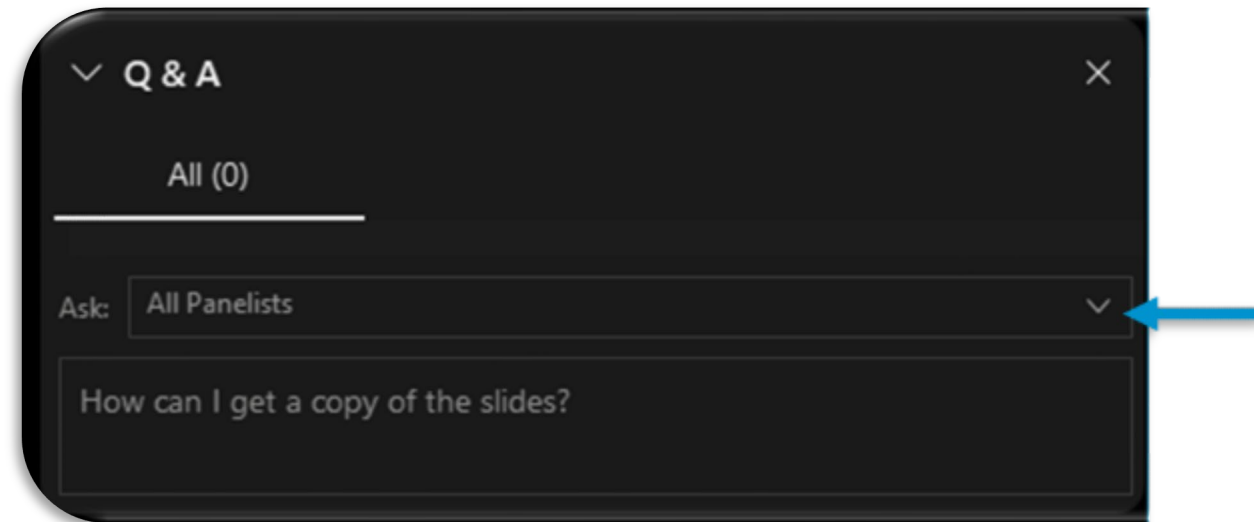 Q & A
All (0)
Ask: All Panelists
How can I get a copy of the slides?